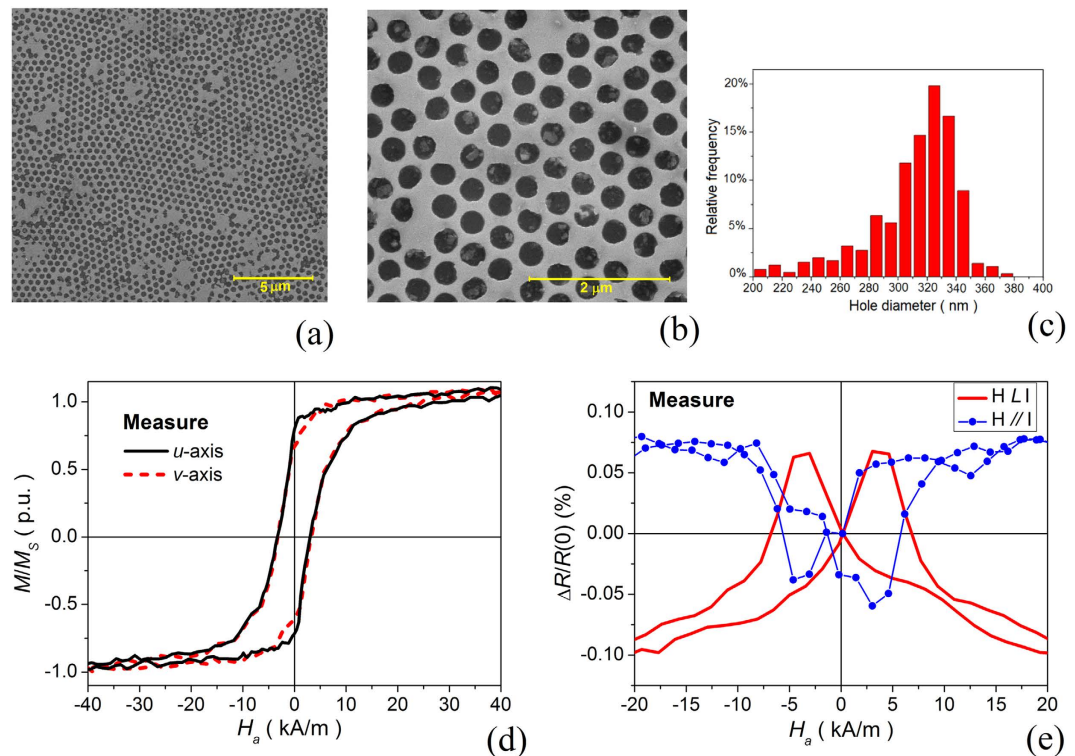 5 μm
(a)
2 μm
(b)
20%
15%
10%
5%
0%
Relative frequency
200 220 240 260 280 300 320 340 360 380 400
Hole diameter ( nm )
(c)
1.0
0.5
0.0
-0.5
-1.0
M/M_S ( p.u. )
Measure
u-axis
v-axis
-40 -30 -20 -10 0 10 20 30 40
H_a ( kA/m )
(d)
0.10
0.05
0.00
-0.05
-0.10
ΔR/R(0) (%)
Measure
H ⊥ I
H // I
-20 -15 -10 -5 0 5 10 15 20
H_a ( kA/m )
(e)